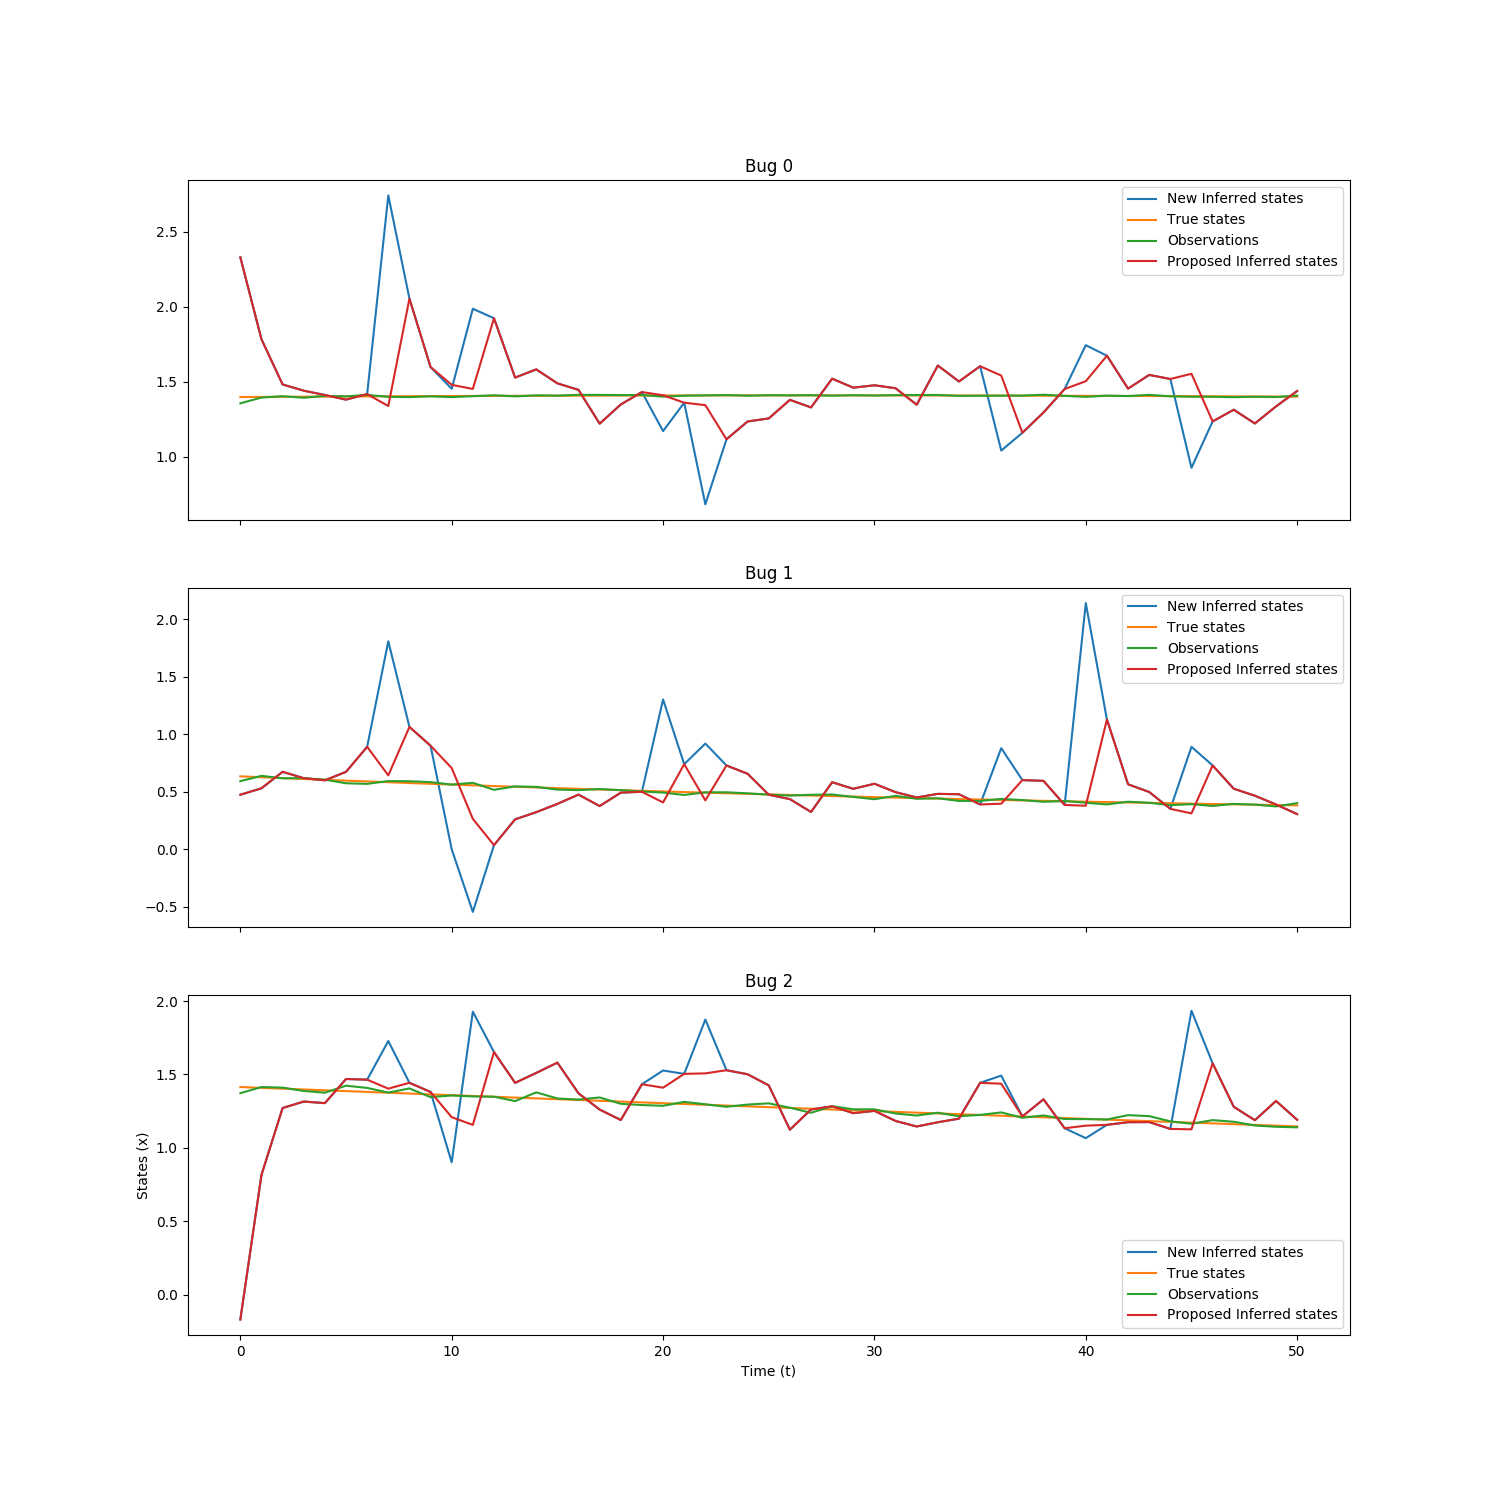 Bug 0
New Inferred states
True states
Observations
Proposed Inferred states
2.5
2.0
1.5
1.0
Bug 1
New Inferred states
True states
Observations
Proposed Inferred states
2.0
1.5
1.0
0.5
0.0
−0.5
Bug 2
New Inferred states
True states
Observations
Proposed Inferred states
2.0
1.5
1.0
0.5
0.0
States (x)
0 10 20 30 40 50
Time (t)